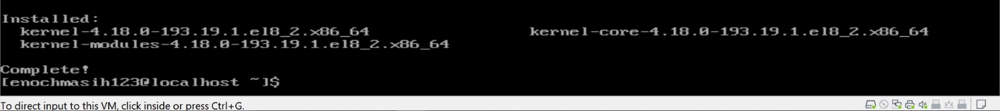 Installed:
kernel-4.18.0-193.19.1.el8_2.x86_64 kernel-core-4.18.0-193.19.1.el8_2.x86_64
kernel-modules-4.18.0-193.19.1.el8_2.x86_64
Complete!
[enochmasih123@localhost ~]$
To direct input to this VM, click inside or press Ctrl+G.